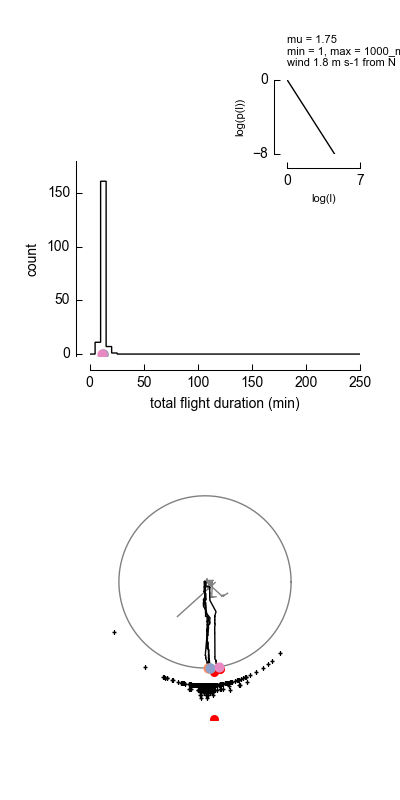 mu = 1.75
min = 1, max = 1000_m
wind 1.8 m s-1 from N
0
log(p(l))
−8
0 7
log(l)
150
100
50
0
count
0 50 100 150 200 250
total flight duration (min)